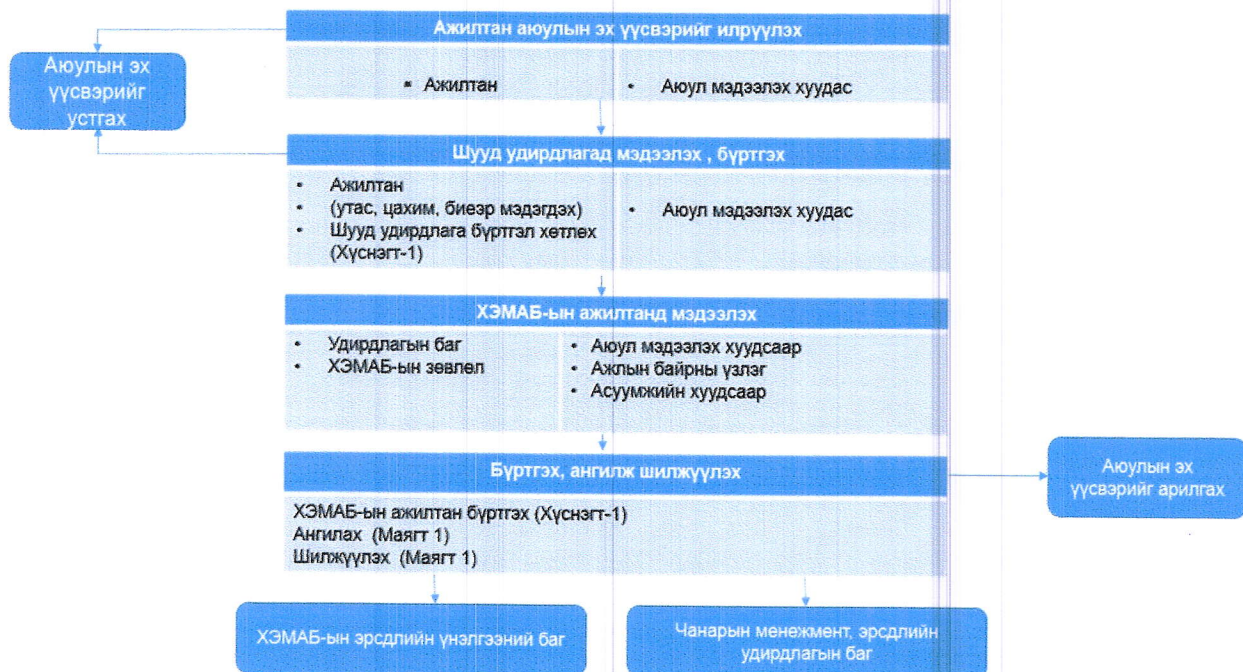 Ажилтан аюулын эх үүсвэрийг илрүүлэх
Аюулын эх
үүсвэрийг
устгах
▪ Ажилтан
• Аюул мэдээлэх хуудас
Шууд удирдлагад мэдээлэх , бүртгэх
• Ажилтан
• (утас, цахим, биеэр мэдэгдэх)
• Шууд удирдлага бүртгэл хөтлөх
(Хүснэгт-1)
• Аюул мэдээлэх хуудас
ХЭМАБ-ын ажилтанд мэдээлэх
• Удирдлагын баг
• ХЭМАБ-ын зөвлөл
• Аюул мэдээлэх хуудсаар
• Ажлын байрны үзлэг
• Асуумжийн хуудсаар
Бүртгэх, ангилж шилжүүлэх
Аюулын эх
үүсвэрийг арилгах
ХЭМАБ-ын ажилтан бүртгэх (Хүснэгт-1)
Ангилах (Маягт 1)
Шилжүүлэх (Маягт 1)
ХЭМАБ-ын эрсдлийн үнэлгээний баг
Чанарын менежмент, эрсдлийн
удирдлагын баг